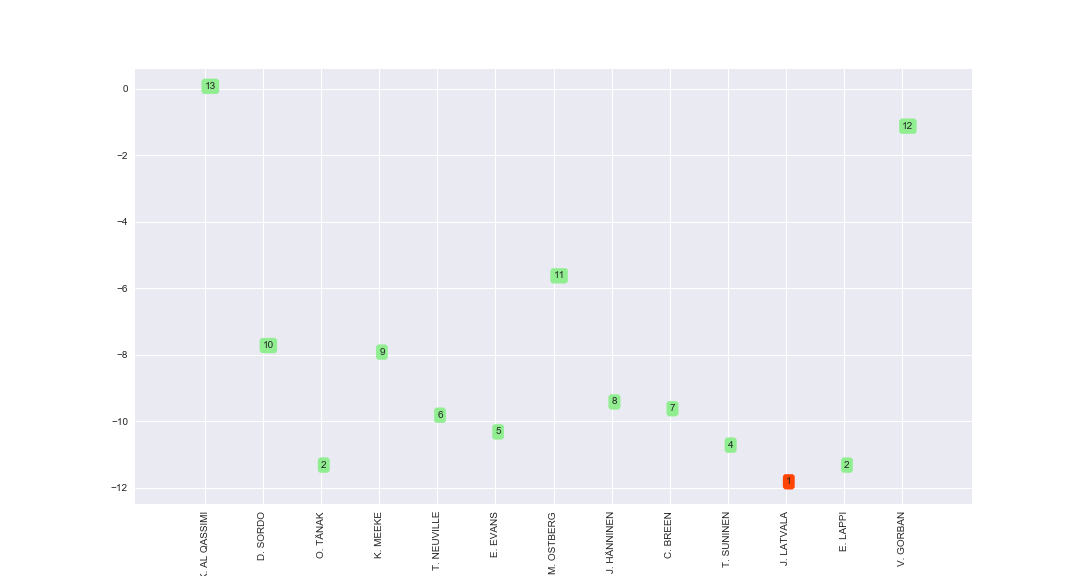 13
0
12
−2
−4
11
−6
10
9
−8
8
7
6
−10
5
4
2
2
1
−12
AL QASSIMI
D. SORDO
O. TÄNAK
K. MEEKE
T. NEUVILLE
E. EVANS
M. OSTBERG
J. HÄNNINEN
C. BREEN
T. SUNINEN
J. LATVALA
E. LAPPI
V. GORBAN